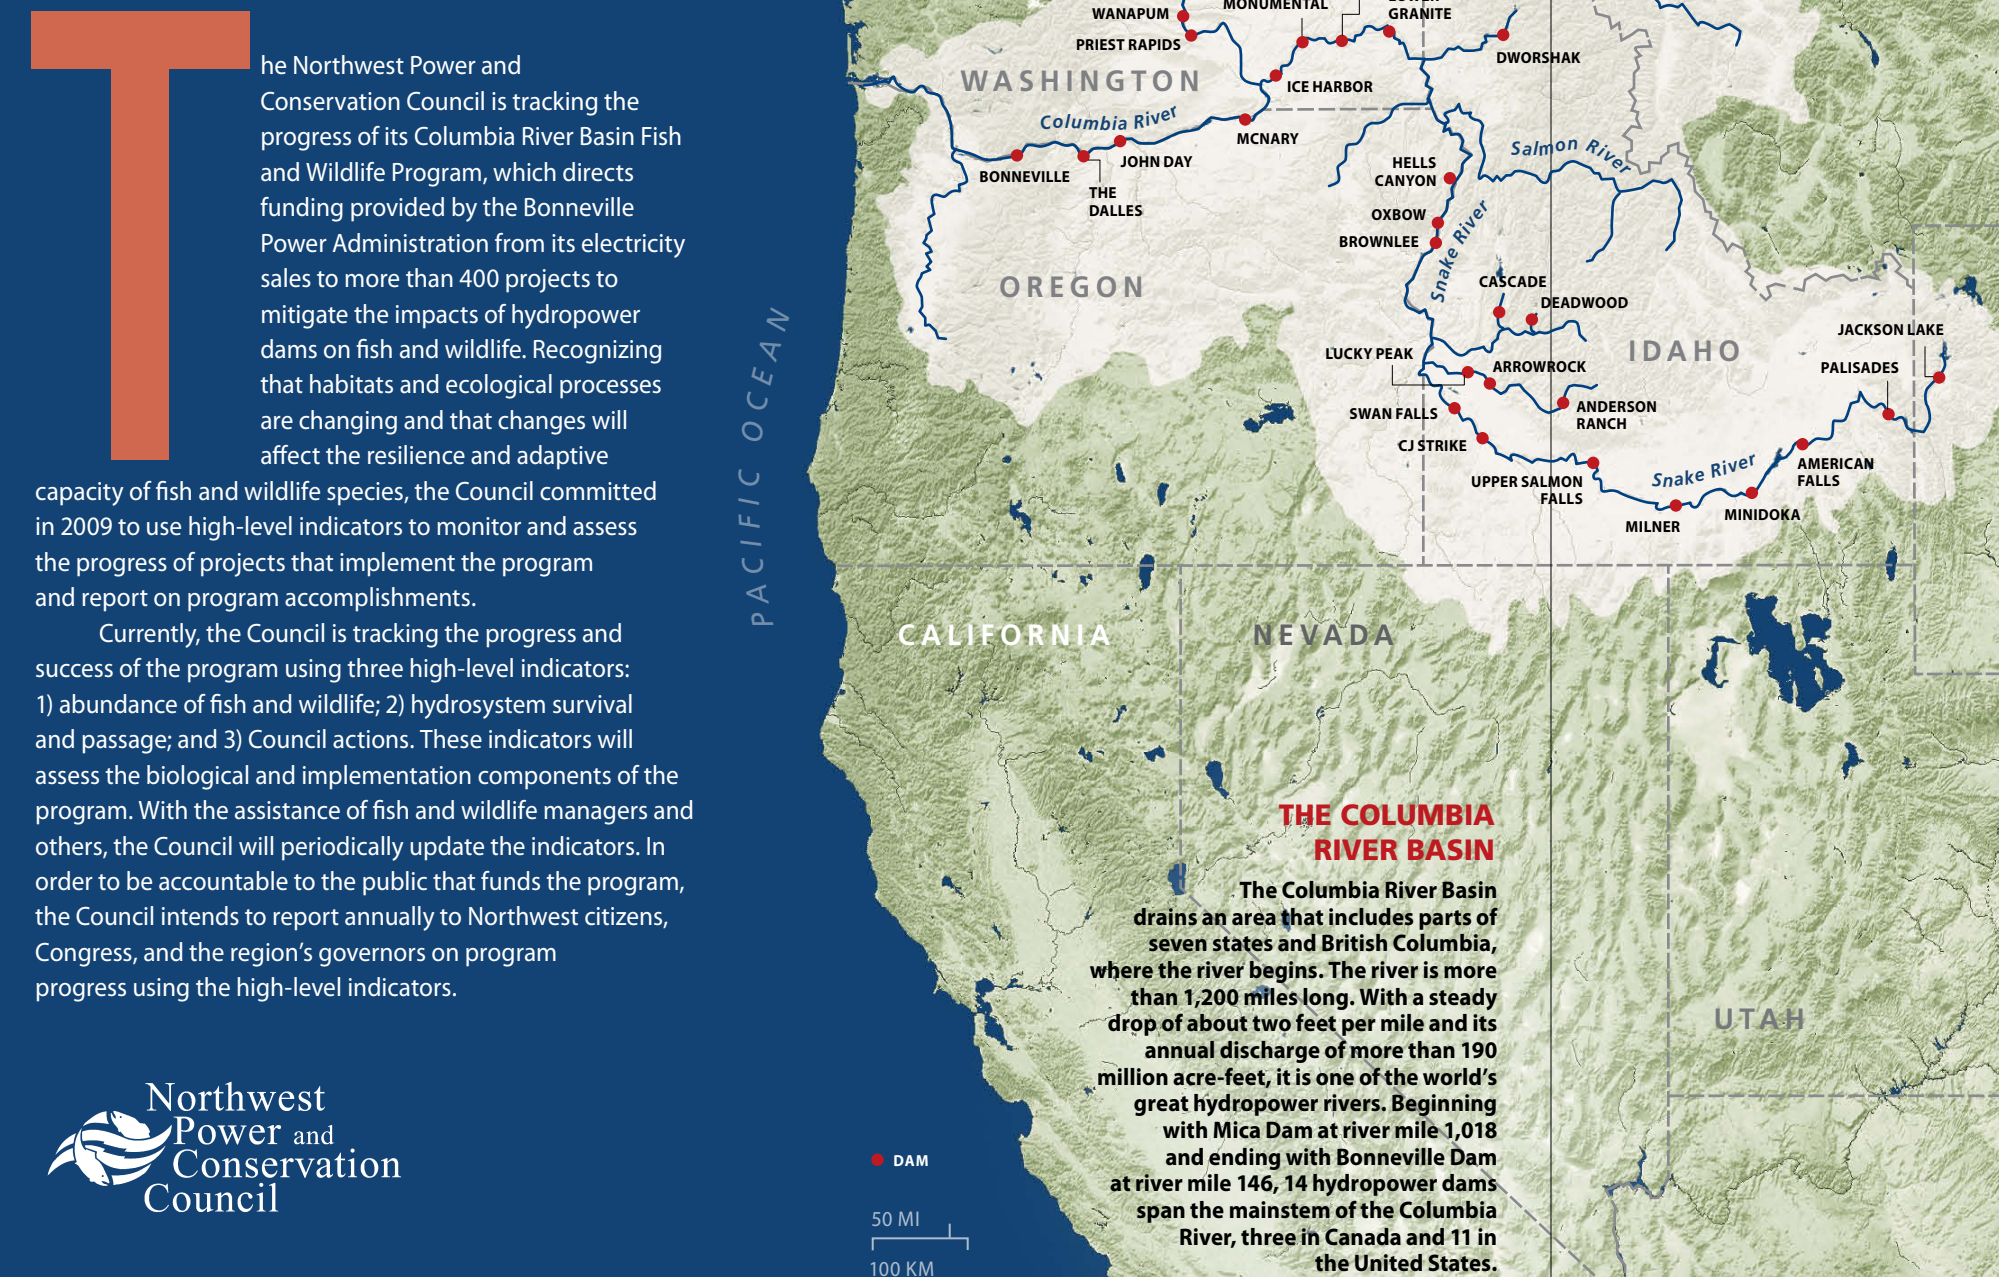 The Northwest Power and
Conservation Council is tracking the
progress of its Columbia River Basin Fish
and Wildlife Program, which directs
funding provided by the Bonneville
Power Administration from its electricity
sales to more than 400 projects to
mitigate the impacts of hydropower
dams on fish and wildlife. Recognizing
that habitats and ecological processes
are changing and that changes will
affect the resilience and adaptive
capacity of fish and wildlife species, the Council committed
in 2009 to use high-level indicators to monitor and assess
the progress of projects that implement the program
and report on program accomplishments.
Currently, the Council is tracking the progress and
success of the program using three high-level indicators:
1) abundance of fish and wildlife; 2) hydrosystem survival
and passage; and 3) Council actions. These indicators will
assess the biological and implementation components of the
program. With the assistance of fish and wildlife managers and
others, the Council will periodically update the indicators. In
order to be accountable to the public that funds the program,
the Council intends to report annually to Northwest citizens,
Congress, and the region's governors on program
progress using the high-level indicators.
Northwest
Power and
Conservation
Council
PACIFIC OCEAN
WANAPUM
MONUMENTAL
LOWER
GRANITE
PRIEST RAPIDS
DWORSHAK
WASHINGTON
ICE HARBOR
Columbia River
MCNARY
JOHN DAY
BONNEVILLE
THE
DALLES
Salmon River
HELLS
CANYON
OXBOW
BROWNLEE
Snake River
OREGON
CASCADE
DEADWOOD
JACKSON LAKE
LUCKY PEAK
IDAHO
ARROWROCK
PALISADES
SWAN FALLS
ANDERSON
RANCH
CJ STRIKE
Snake River
AMERICAN
FALLS
UPPER SALMON
FALLS
MILNER
MINIDOKA
CALIFORNIA
NEVADA
UTAH
THE COLUMBIA
RIVER BASIN
The Columbia River Basin
drains an area that includes parts of
seven states and British Columbia,
where the river begins. The river is more
than 1,200 miles long. With a steady
drop of about two feet per mile and its
annual discharge of more than 190
million acre-feet, it is one of the world's
great hydropower rivers. Beginning
with Mica Dam at river mile 1,018
and ending with Bonneville Dam
at river mile 146, 14 hydropower dams
span the mainstem of the Columbia
River, three in Canada and 11 in
the United States.
DAM
50 MI
100 KM